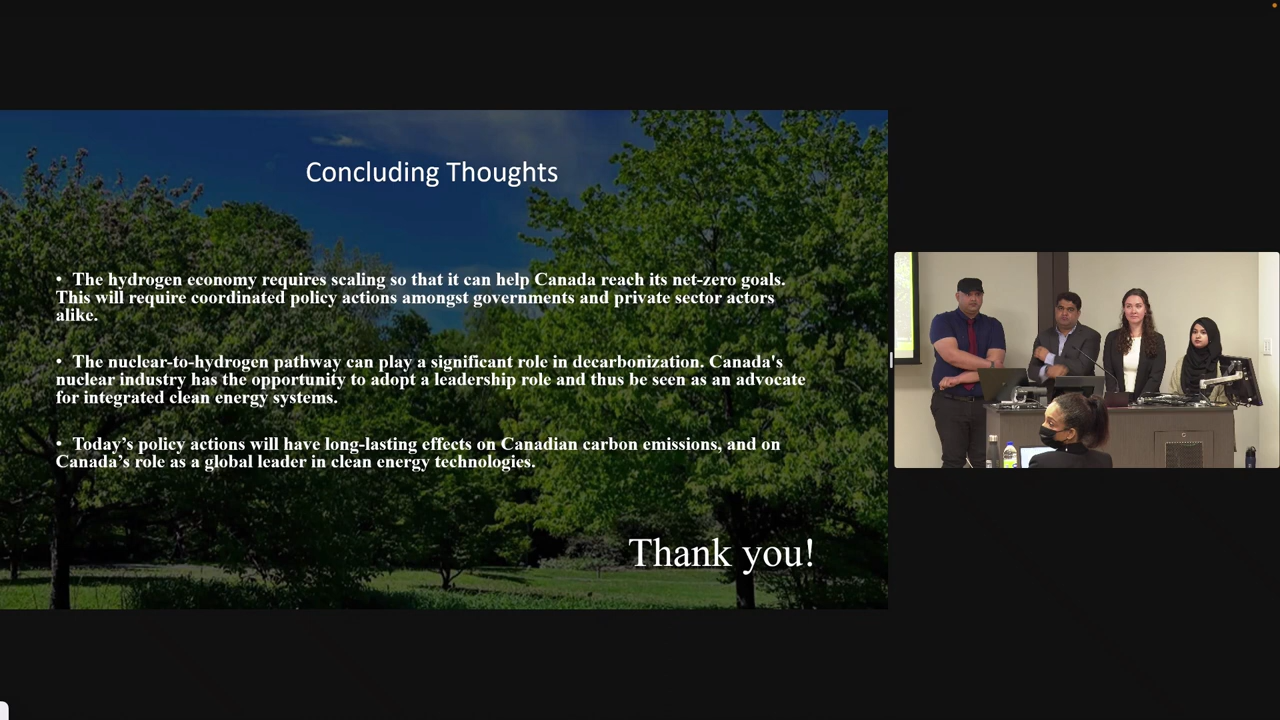 Concluding Thoughts
• The hydrogen economy requires scaling so that it can help Canada reach its net-zero goals.
This will require coordinated policy actions amongst governments and private sector actors
alike.
• The nuclear-to-hydrogen pathway can play a significant role in decarbonization. Canada's
nuclear industry has the opportunity to adopt a leadership role and thus be seen as an advocate
for integrated clean energy systems.
• Today’s policy actions will have long-lasting effects on Canadian carbon emissions, and on
Canada’s role as a global leader in clean energy technologies.
Thank you!